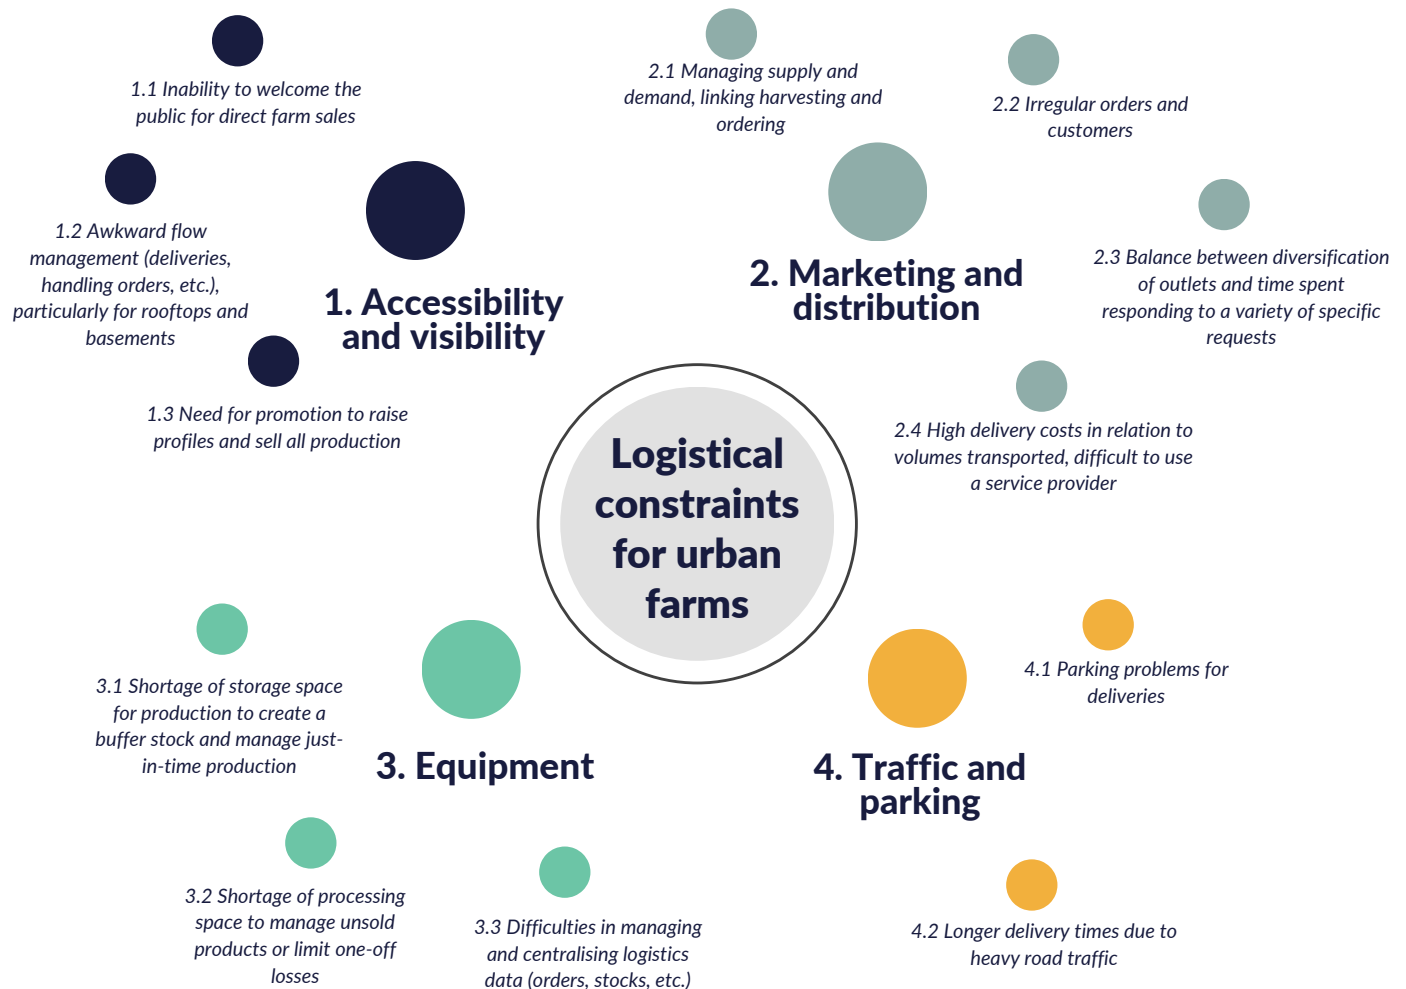 1.1 Inability to welcome the
public for direct farm sales
1.2 Awkward flow
management (deliveries,
handling orders, etc.),
particularly for rooftops and
basements
1. Accessibility
and visibility
1.3 Need for promotion to raise
profiles and sell all production
2.1 Managing supply and
demand, linking harvesting and
ordering
2.2 Irregular orders and
customers
2. Marketing and
distribution
2.3 Balance between diversification
of outlets and time spent
responding to a variety of specific
requests
2.4 High delivery costs in relation to
volumes transported, difficult to use
a service provider
Logistical
constraints
for urban
farms
3.1 Shortage of storage space
for production to create a
buffer stock and manage just-
in-time production
3. Equipment
3.2 Shortage of processing
space to manage unsold
products or limit one-off
losses
3.3 Difficulties in managing
and centralising logistics
data (orders, stocks, etc.)
4.1 Parking problems for
deliveries
4. Traffic and
parking
4.2 Longer delivery times due to
heavy road traffic